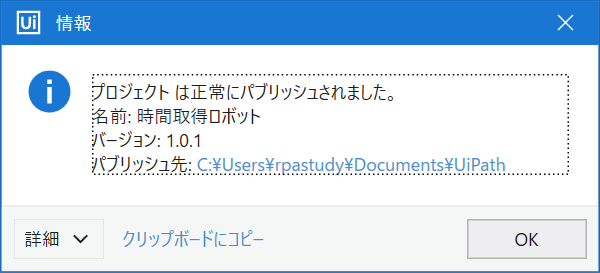 Ui 情報
プロジェクト は正常にパブリッシュされました。
名前: 時間取得ロボット
バージョン: 1.0.1
パブリッシュ先: C:¥Users¥rpastudy¥Documents¥UiPath
詳細 クリップボードにコピー OK